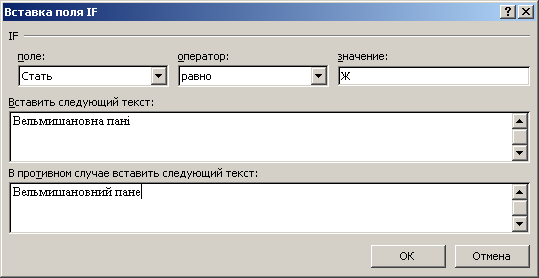 Вставка поля IF
IF
поле: оператор: значение:
Стать равно Ж
Вставить следующий текст:
Вельмишановна пані
В противном случае вставить следующий текст:
Вельмишановний пане
ОК Отмена